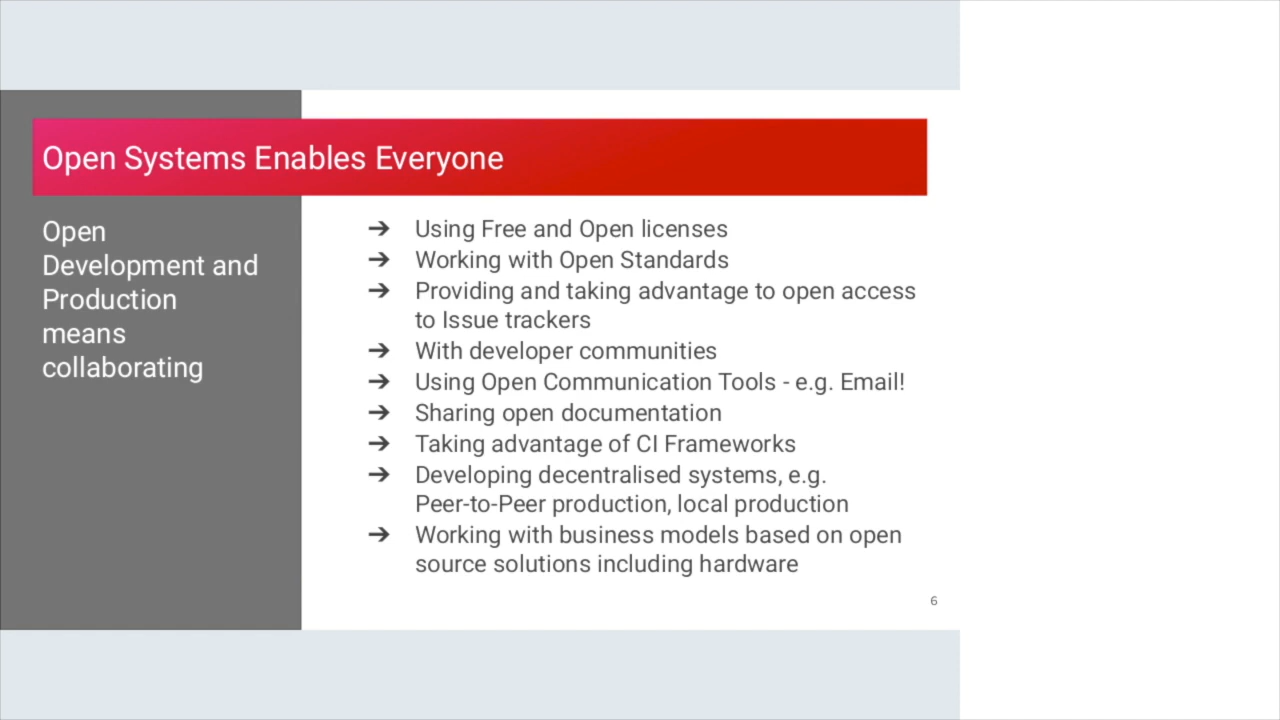 Open Systems Enables Everyone
Open
Development and
Production
means
collaborating
➔ Using Free and Open licenses
➔ Working with Open Standards
➔ Providing and taking advantage to open access
to Issue trackers
➔ With developer communities
➔ Using Open Communication Tools - e.g. Email!
➔ Sharing open documentation
➔ Taking advantage of CI Frameworks
➔ Developing decentralised systems, e.g.
Peer-to-Peer production, local production
➔ Working with business models based on open
source solutions including hardware
6